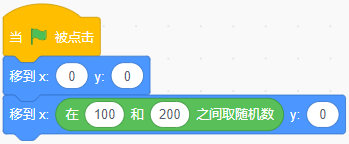 当 被点击
移到 x: 0 y: 0
移到 x: 在 100 和 200 之间取随机数 y: 0